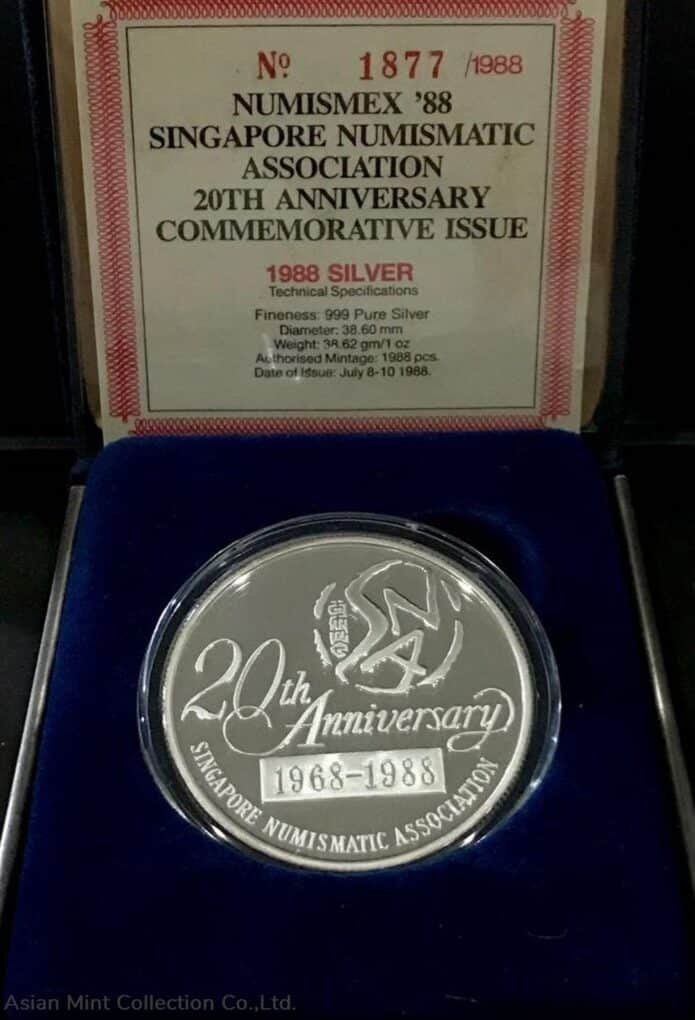 Nº 1877 /1988
NUMISMEX ’88
SINGAPORE NUMISMATIC
ASSOCIATION
20TH ANNIVERSARY
COMMEMORATIVE ISSUE
1988 SILVER
Technical Specifications
Fineness: 999 Pure Silver
Diameter: 38.60 mm
Weight: 38.62 gm/1 oz
Authorised Mintage: 1988 pcs.
Date of Issue: July 8-10 1988.
SNA
20th
Anniversary
1968-1988
SINGAPORE NUMISMATIC ASSOCIATION
Asian Mint Collection Co.,Ltd.